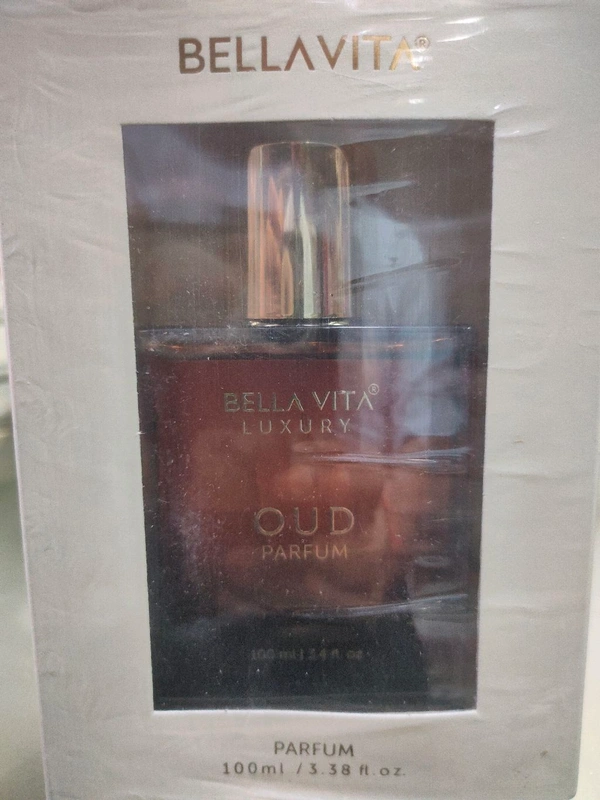 BELLAVITA®
BELLA VITA®
LUXURY
OUD
PARFUM
100 ml | 3.4 fl. oz.
PARFUM
100ml / 3.38 fl.oz.